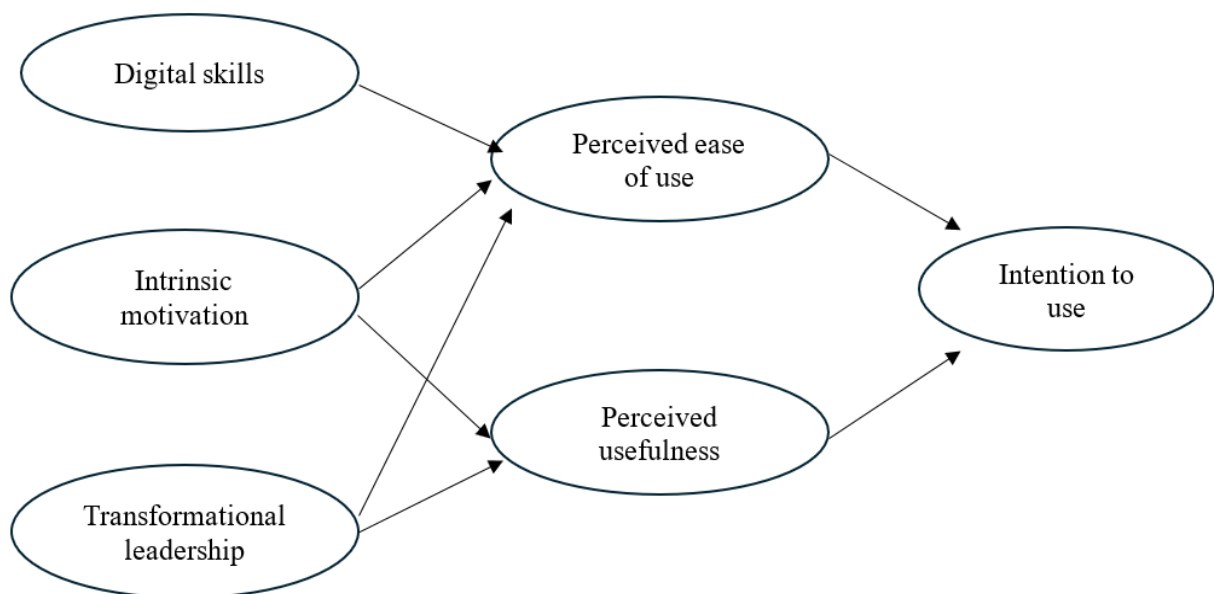 Digital skills
Perceived ease
of use
Intrinsic
motivation
Intention to
use
Perceived
usefulness
Transformational
leadership